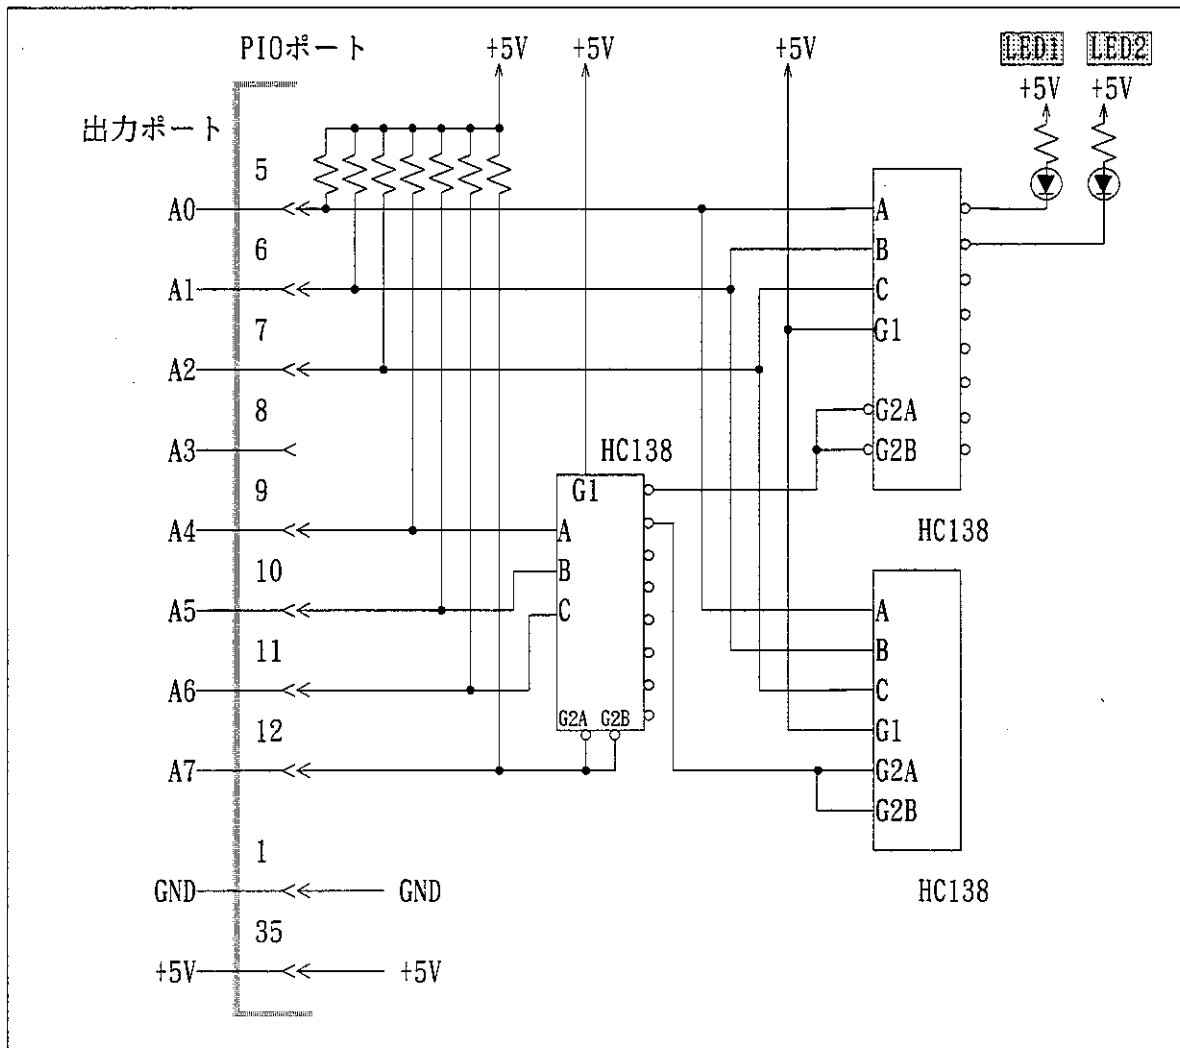 PIOポート
+5V
+5V
+5V
LED1
LED2
+5V
+5V
出力ポート
5
A0
A
6
B
A1
C
7
G1
A2
8
G2A
A3
G2B
HC138
9
G1
A4
A
HC138
10
B
A5
C
A
11
B
A6
C
12
G2A
G2B
G1
A7
G2A
G2B
1
GND
GND
HC138
35
+5V
+5V